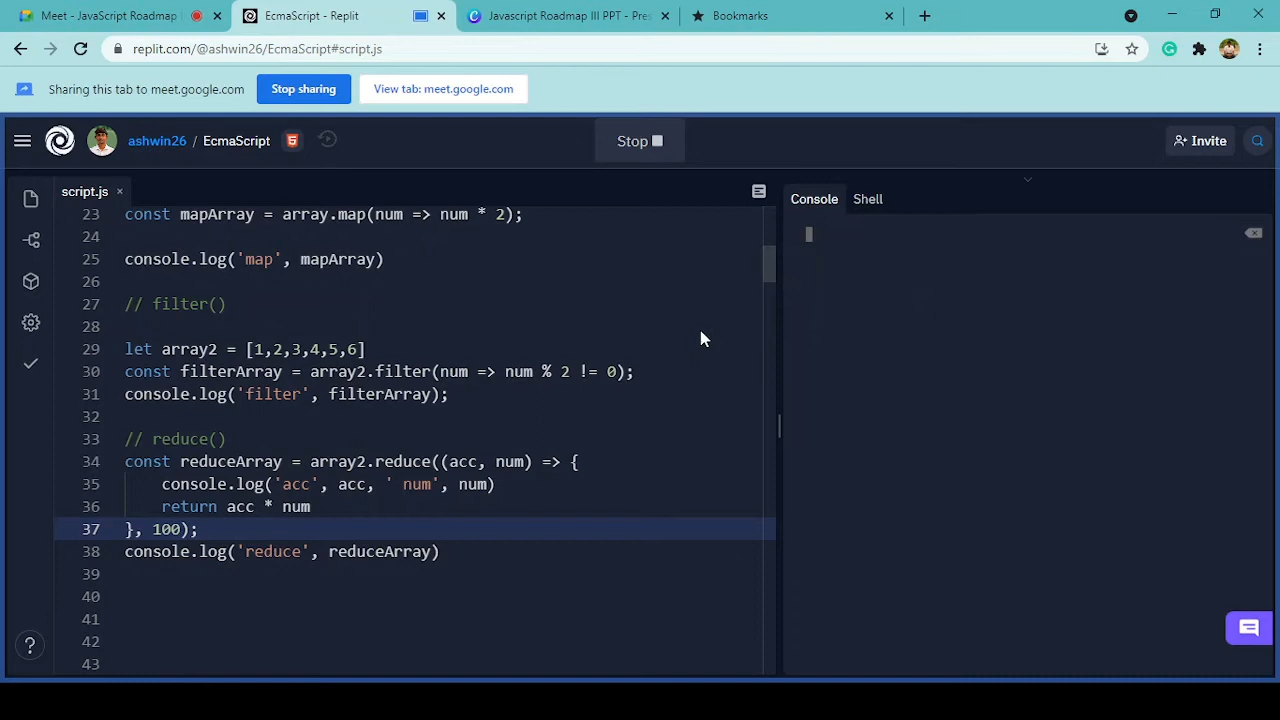 Meet - JavaScript Roadmap
EcmaScript - Replit
Javascript Roadmap III PPT - Pres
Bookmarks
replit.com/@ashwin26/EcmaScript#script.js
Sharing this tab to meet.google.com
Stop sharing
View tab: meet.google.com
ashwin26 / EcmaScript
Stop
Invite
script.js
Console
Shell
23 const mapArray = array.map(num => num * 2);
24
25 console.log('map', mapArray)
26
27 // filter()
28
29 let array2 = [1,2,3,4,5,6]
30 const filterArray = array2.filter(num => num % 2 != 0);
31 console.log('filter', filterArray);
32
33 // reduce()
34 const reduceArray = array2.reduce((acc, num) => {
35 console.log('acc', acc, ' num', num)
36 return acc * num
37 }, 100);
38 console.log('reduce', reduceArray)
39
40
41
42
43